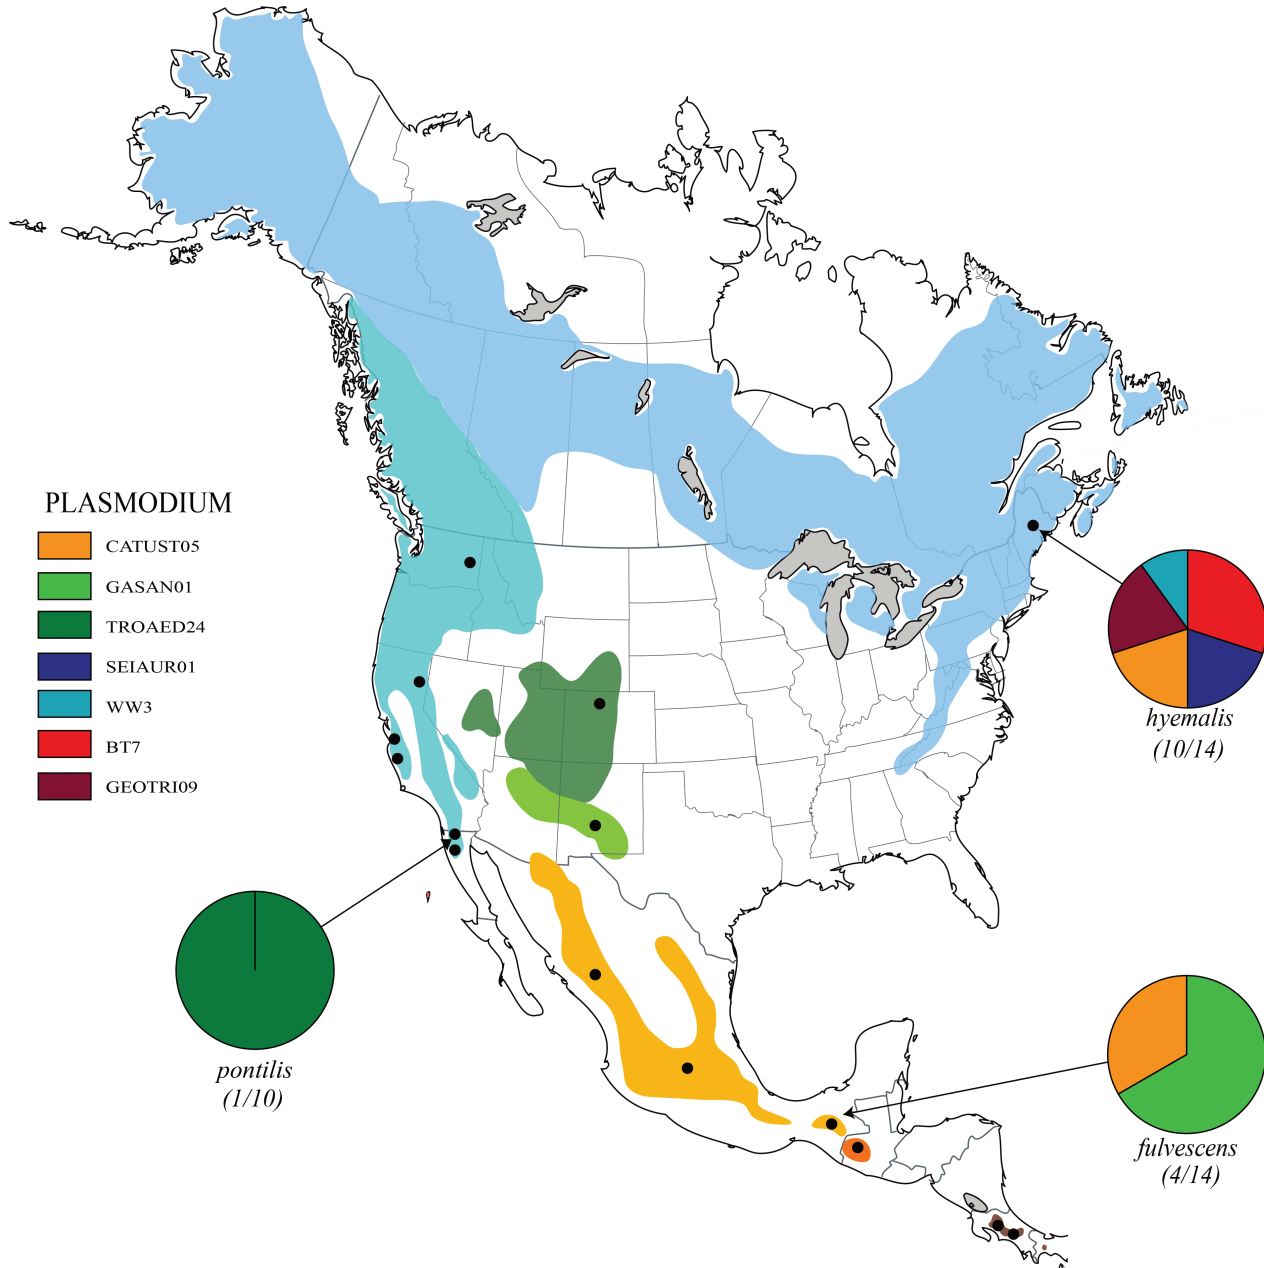 PLASMODIUM
CATUST05
GASAN01
TROAED24
SEIAUR01
WW3
BT7
GEOTRI09
hyemalis
(10/14)
pontilis
(1/10)
fulvescens
(4/14)